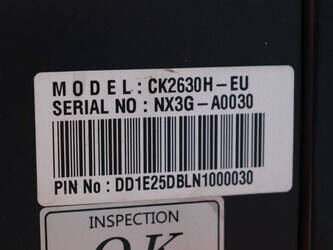 MODEL: CK2630H-EU
SERIAL NO: NX3G-A0030
PIN No: DD1E25DBLN1000030
INSPECTION
OK